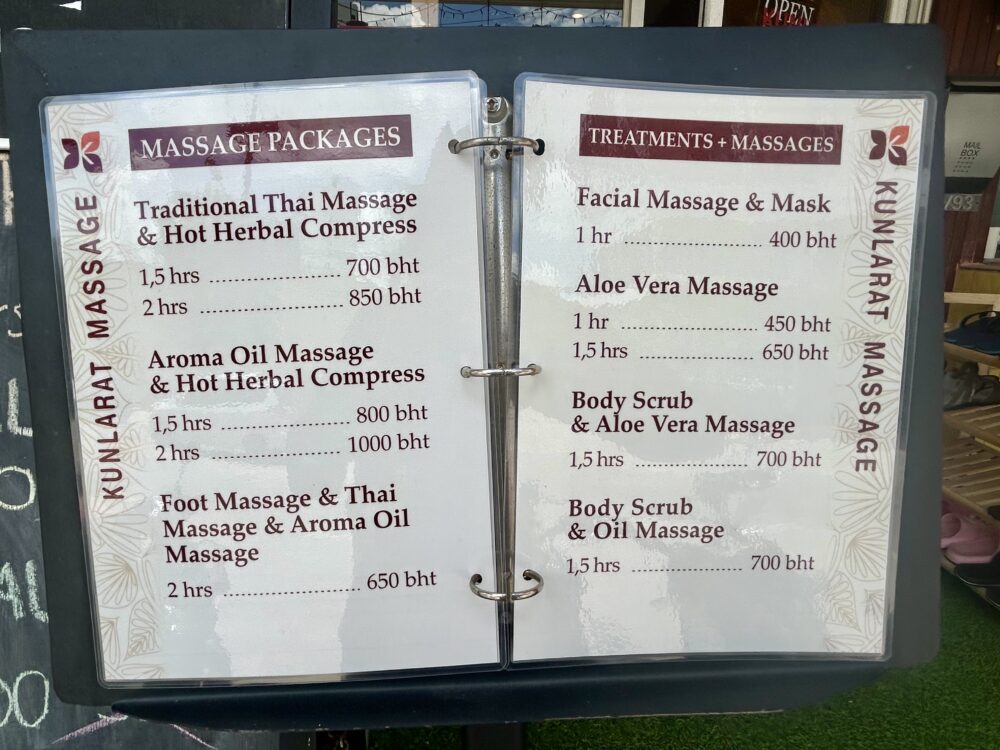 OPEN
MASSAGE PACKAGES
KUNLARAT MASSAGE
Traditional Thai Massage
& Hot Herbal Compress
1,5 hrs ........................ 700 bht
2 hrs ........................ 850 bht
Aroma Oil Massage
& Hot Herbal Compress
1,5 hrs ........................ 800 bht
2 hrs ........................ 1000 bht
Foot Massage & Thai
Massage & Aroma Oil
Massage
2 hrs ........................ 650 bht
TREATMENTS + MASSAGES
KUNLARAT MASSAGE
Facial Massage & Mask
1 hr ........................ 400 bht
Aloe Vera Massage
1 hr ........................ 450 bht
1,5 hrs ........................ 650 bht
Body Scrub
& Aloe Vera Massage
1,5 hrs ........................ 700 bht
Body Scrub
& Oil Massage
1,5 hrs ........................ 700 bht
MAIL
BOX
793